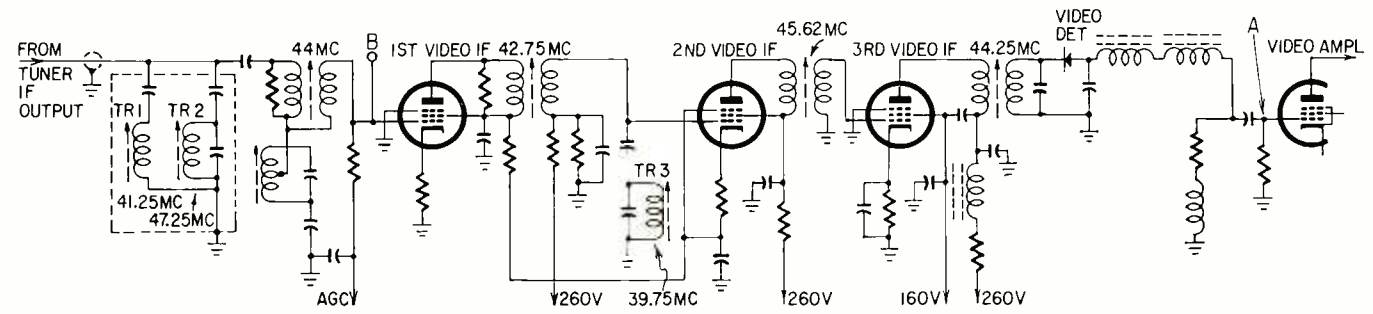 FROM
TUNER
IF
OUTPUT
TR1
TR2
41.25MC
47.25MC
44MC
B
1ST VIDEO IF
42.75MC
AGC
260V
TR3
39.75MC
2ND VIDEO IF
45.62MC
260V
3RD VIDEO IF
44.25MC
160V
260V
VIDEO
DET
A
VIDEO AMPL